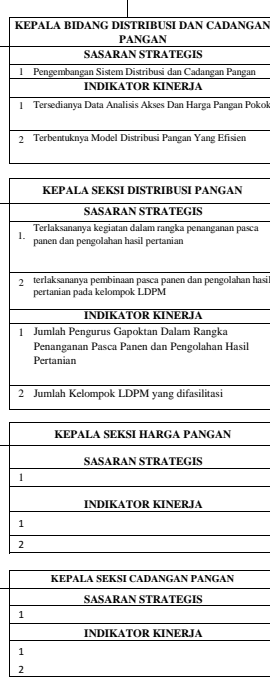 KEPALA BIDANG DISTRIBUSI DAN CADANGAN
PANGAN
SASARAN STRATEGIS
1 Pengembangan Sistem Distribusi dan Cadangan Pangan
INDIKATOR KINERJA
1 Tersedianya Data Analisis Akses Dan Harga Pangan Pokok
2 Terbentuknya Model Distribusi Pangan Yang Efisien
KEPALA SEKSI DISTRIBUSI PANGAN
SASARAN STRATEGIS
1. Terlaksananya kegiatan dalam rangka penanganan pasca
panen dan pengolahan hasil pertanian
2 terlaksananya pembinaan pasca panen dan pengolahan hasil
pertanian pada kelompok LDPM
INDIKATOR KINERJA
1 Jumlah Pengurus Gapoktan Dalam Rangka
Penanganan Pasca Panen dan Pengolahan Hasil
Pertanian
2 Jumlah Kelompok LDPM yang difasilitasi
KEPALA SEKSI HARGA PANGAN
SASARAN STRATEGIS
1
INDIKATOR KINERJA
1
2
KEPALA SEKSI CADANGAN PANGAN
SASARAN STRATEGIS
1
INDIKATOR KINERJA
1
2